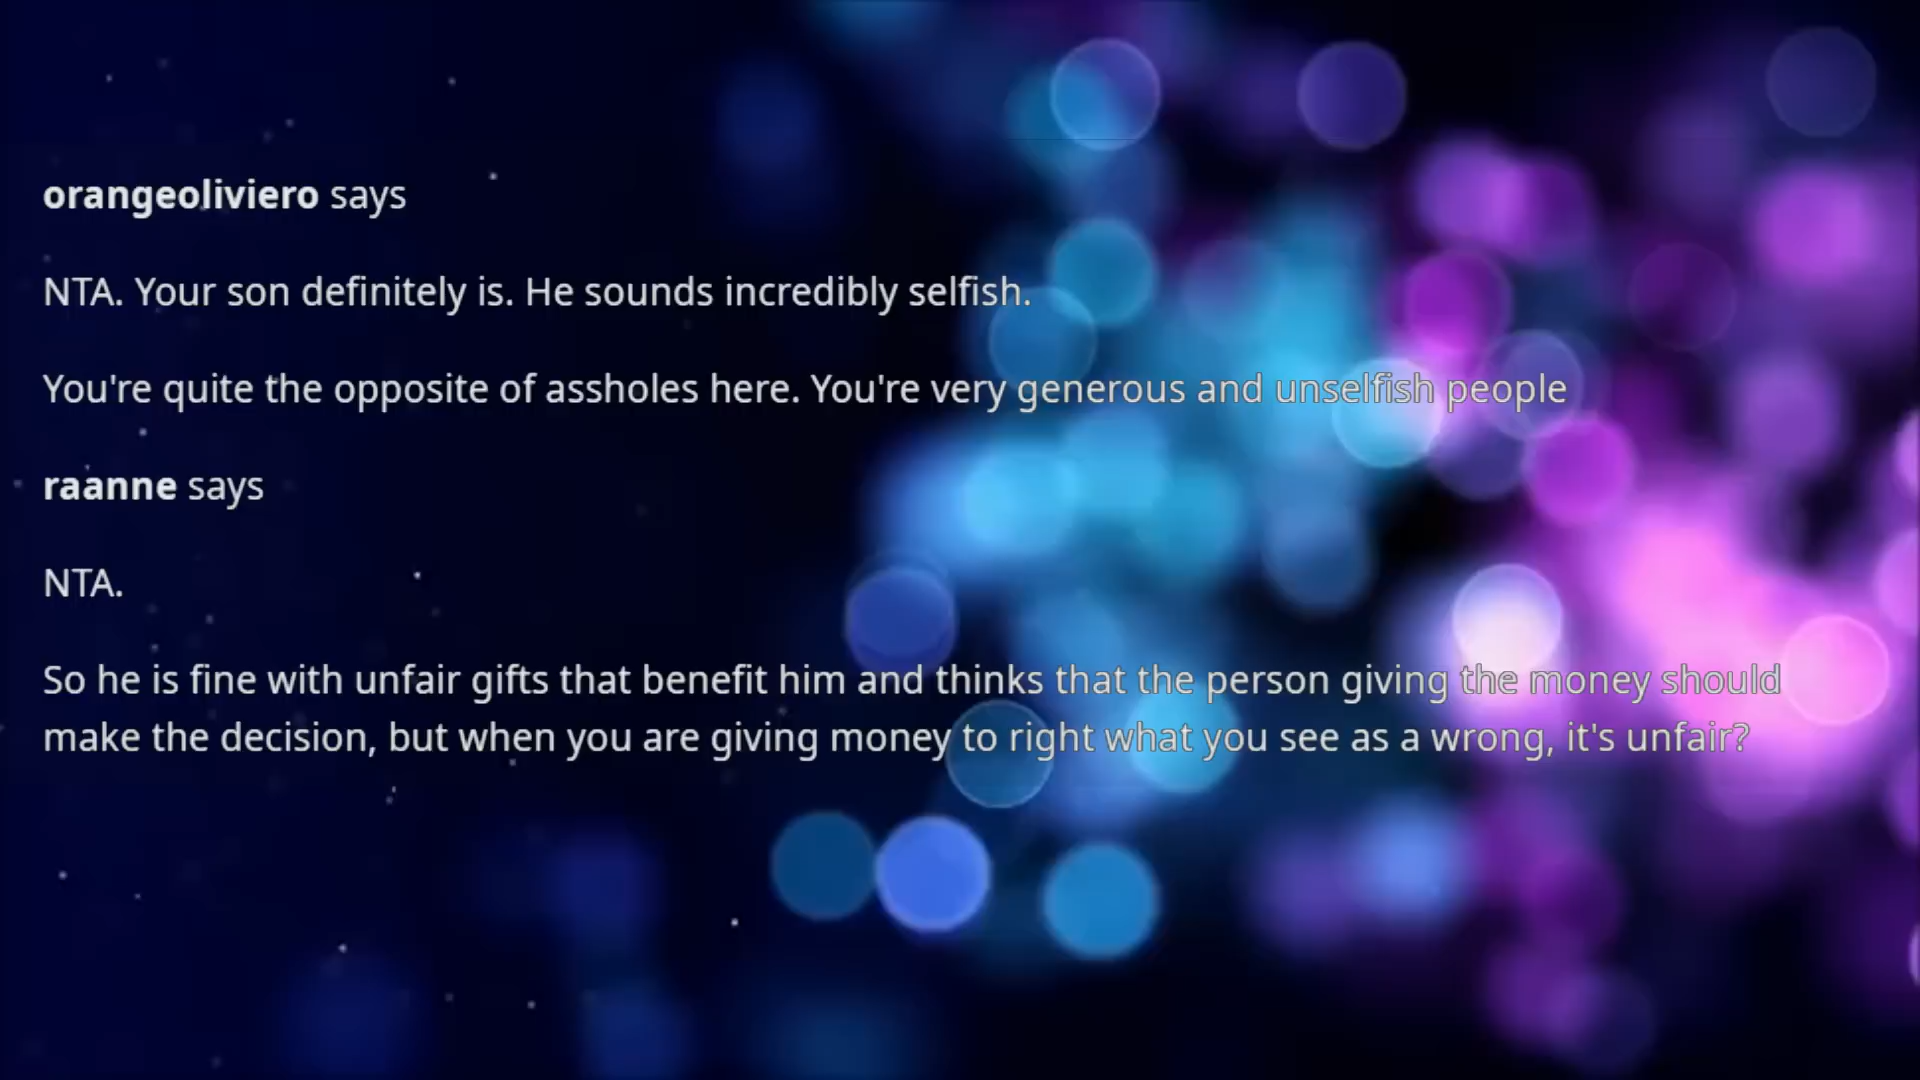 orangeoliviero says
NTA. Your son definitely is. He sounds incredibly selfish.
You're quite the opposite of assholes here. You're very generous and unselfish people
raanne says
NTA.
So he is fine with unfair gifts that benefit him and thinks that the person giving the money should
make the decision, but when you are giving money to right what you see as a wrong, it's unfair?